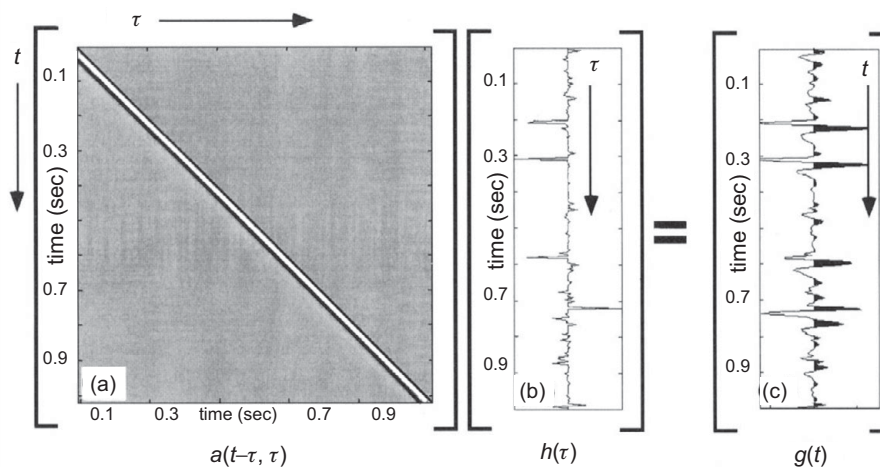 τ
t
0.1
0.3
time (sec)
0.7
0.9
(a)
0.1 0.3 time (sec) 0.7 0.9
a(t–τ, τ)
τ
0.1
0.3
time (sec)
0.7
0.9
(b)
h(τ)
t
0.1
0.3
time (sec)
0.7
0.9
(c)
g(t)
=